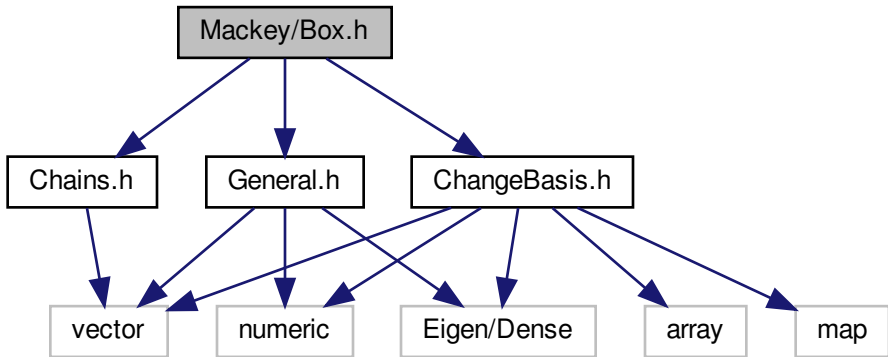 Mackey/Box.h
Chains.h
General.h
ChangeBasis.h
vector
numeric
Eigen/Dense
array
map